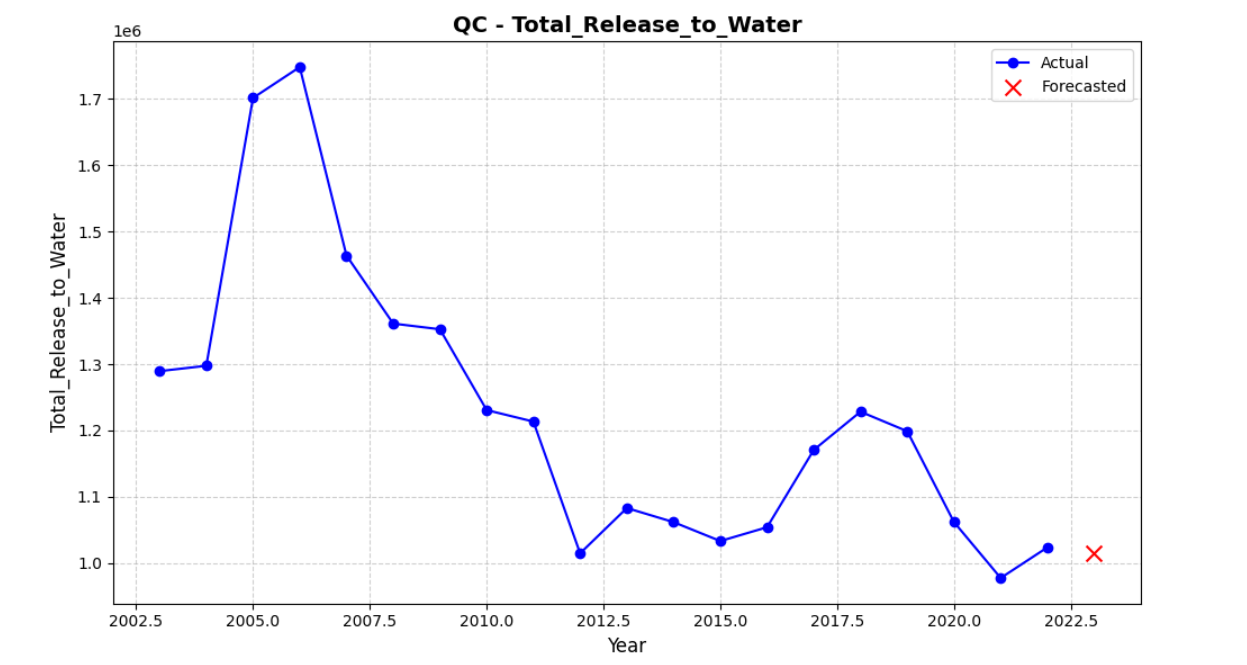 QC - Total_Release_to_Water
1e6
Actual
Forecasted
1.7
1.6
1.5
1.4
1.3
1.2
1.1
1.0
Total_Release_to_Water
2002.5 2005.0 2007.5 2010.0 2012.5 2015.0 2017.5 2020.0 2022.5
Year